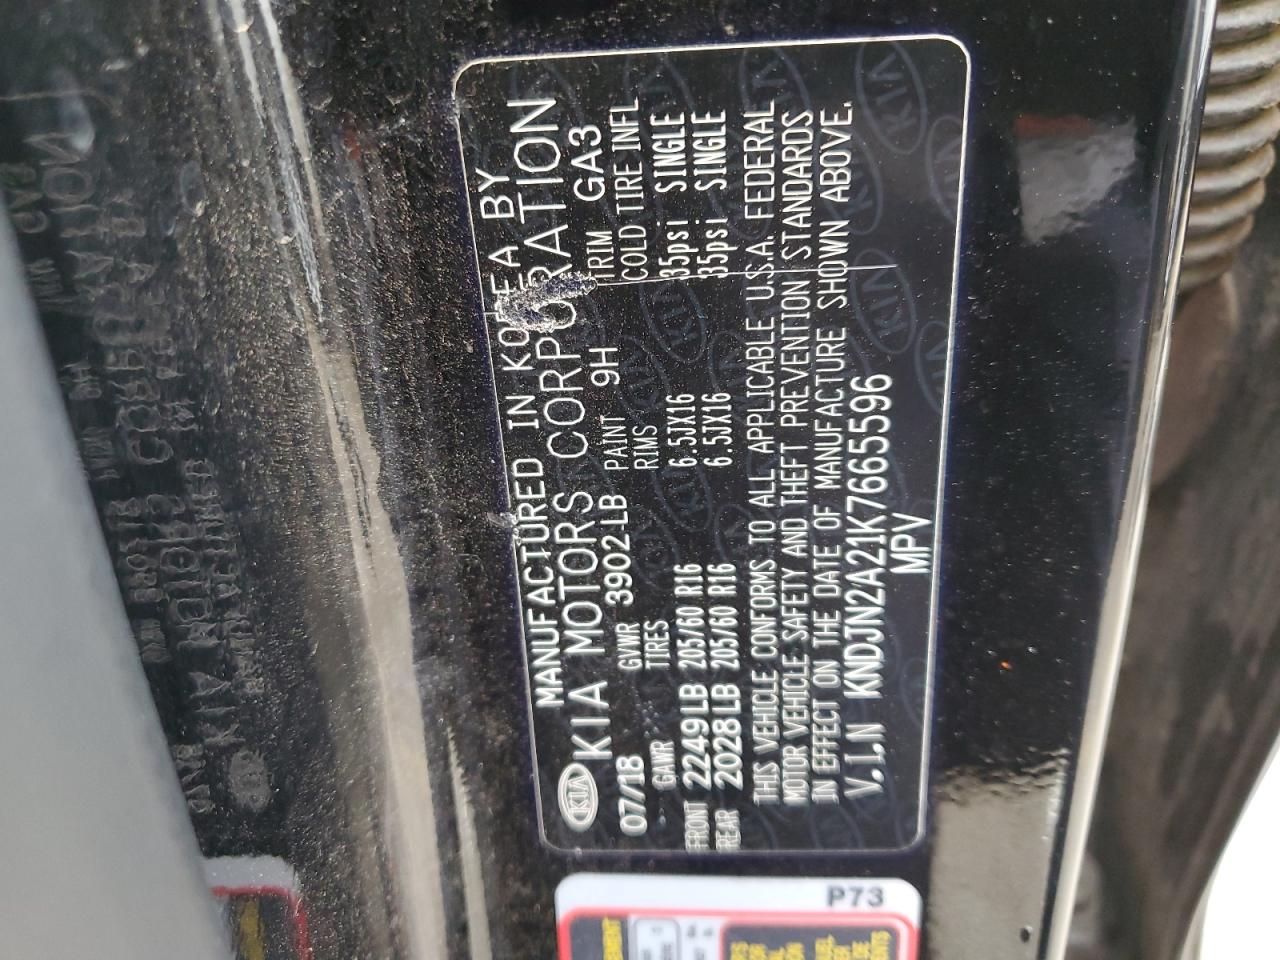 MANUFACTURED IN KOREA BY
KIA KIA MOTORS CORPORATION
07/18 GVWR 3902-LB PAINT 9H TRIM GA3
GAWR TIRES RIMS COLD TIRE INFL
FRONT 2249LB 205/60 R16 6.5JX16 35psi SINGLE
REAR 2028LB 205/60 R16 6.5JX16 35psi SINGLE
THIS VEHICLE CONFORMS TO ALL APPLICABLE U.S.A. FEDERAL
MOTOR VEHICLE SAFETY AND THEFT PREVENTION STANDARDS
IN EFFECT ON THE DATE OF MANUFACTURE SHOWN ABOVE.
V.I.N KNDJN2A21K7665596
MPV
P73